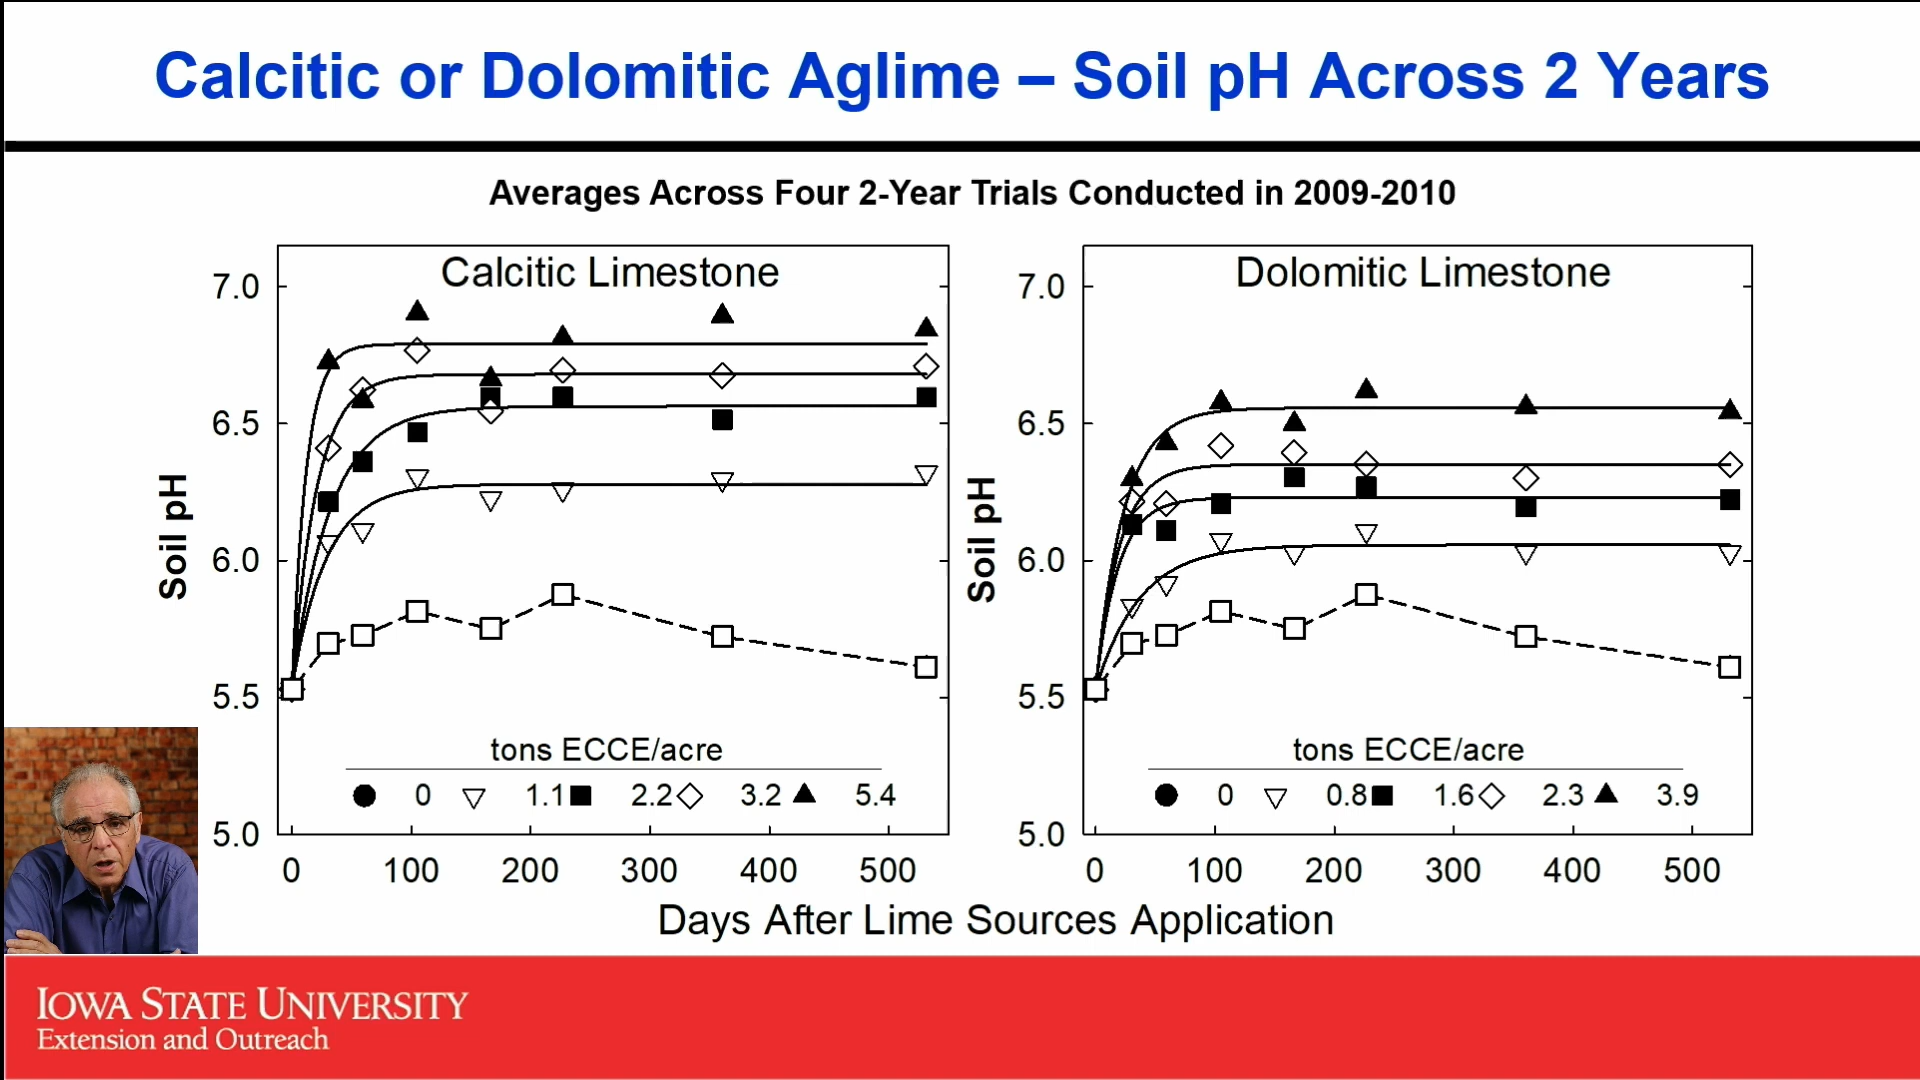 Calcitic or Dolomitic Aglime – Soil pH Across 2 Years
Averages Across Four 2-Year Trials Conducted in 2009-2010
Calcitic Limestone
7.0
6.5
6.0
5.5
5.0
Soil pH
tons ECCE/acre
0 1.1 2.2 3.2 5.4
0 100 200 300 400 500
Dolomitic Limestone
7.0
6.5
6.0
5.5
5.0
Soil pH
tons ECCE/acre
0 0.8 1.6 2.3 3.9
0 100 200 300 400 500
Days After Lime Sources Application
IOWA STATE UNIVERSITY
Extension and Outreach